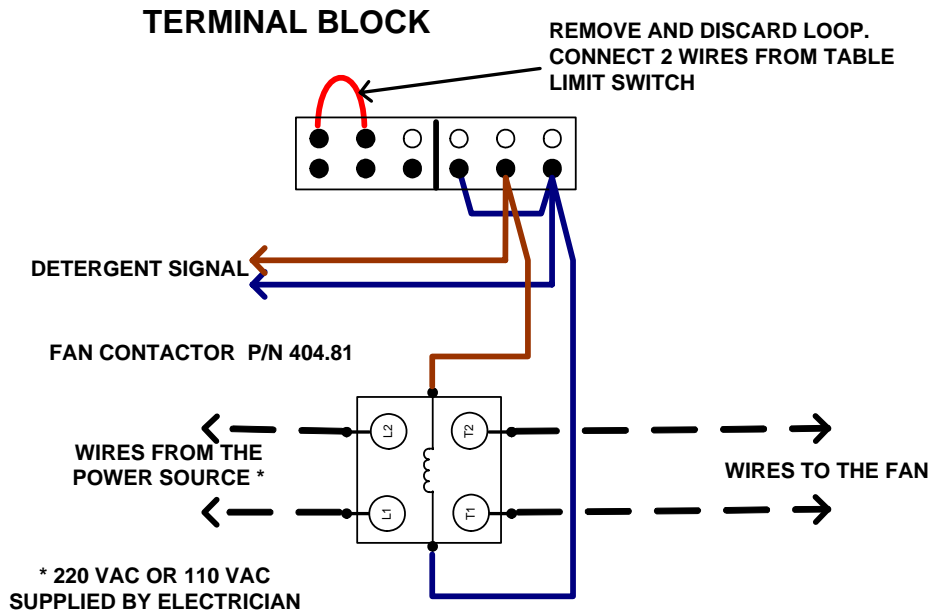 TERMINAL BLOCK
REMOVE AND DISCARD LOOP.
CONNECT 2 WIRES FROM TABLE
LIMIT SWITCH
DETERGENT SIGNAL
FAN CONTACTOR P/N 404.81
L2
T2
WIRES FROM THE
POWER SOURCE *
WIRES TO THE FAN
L1
T1
* 220 VAC OR 110 VAC
SUPPLIED BY ELECTRICIAN